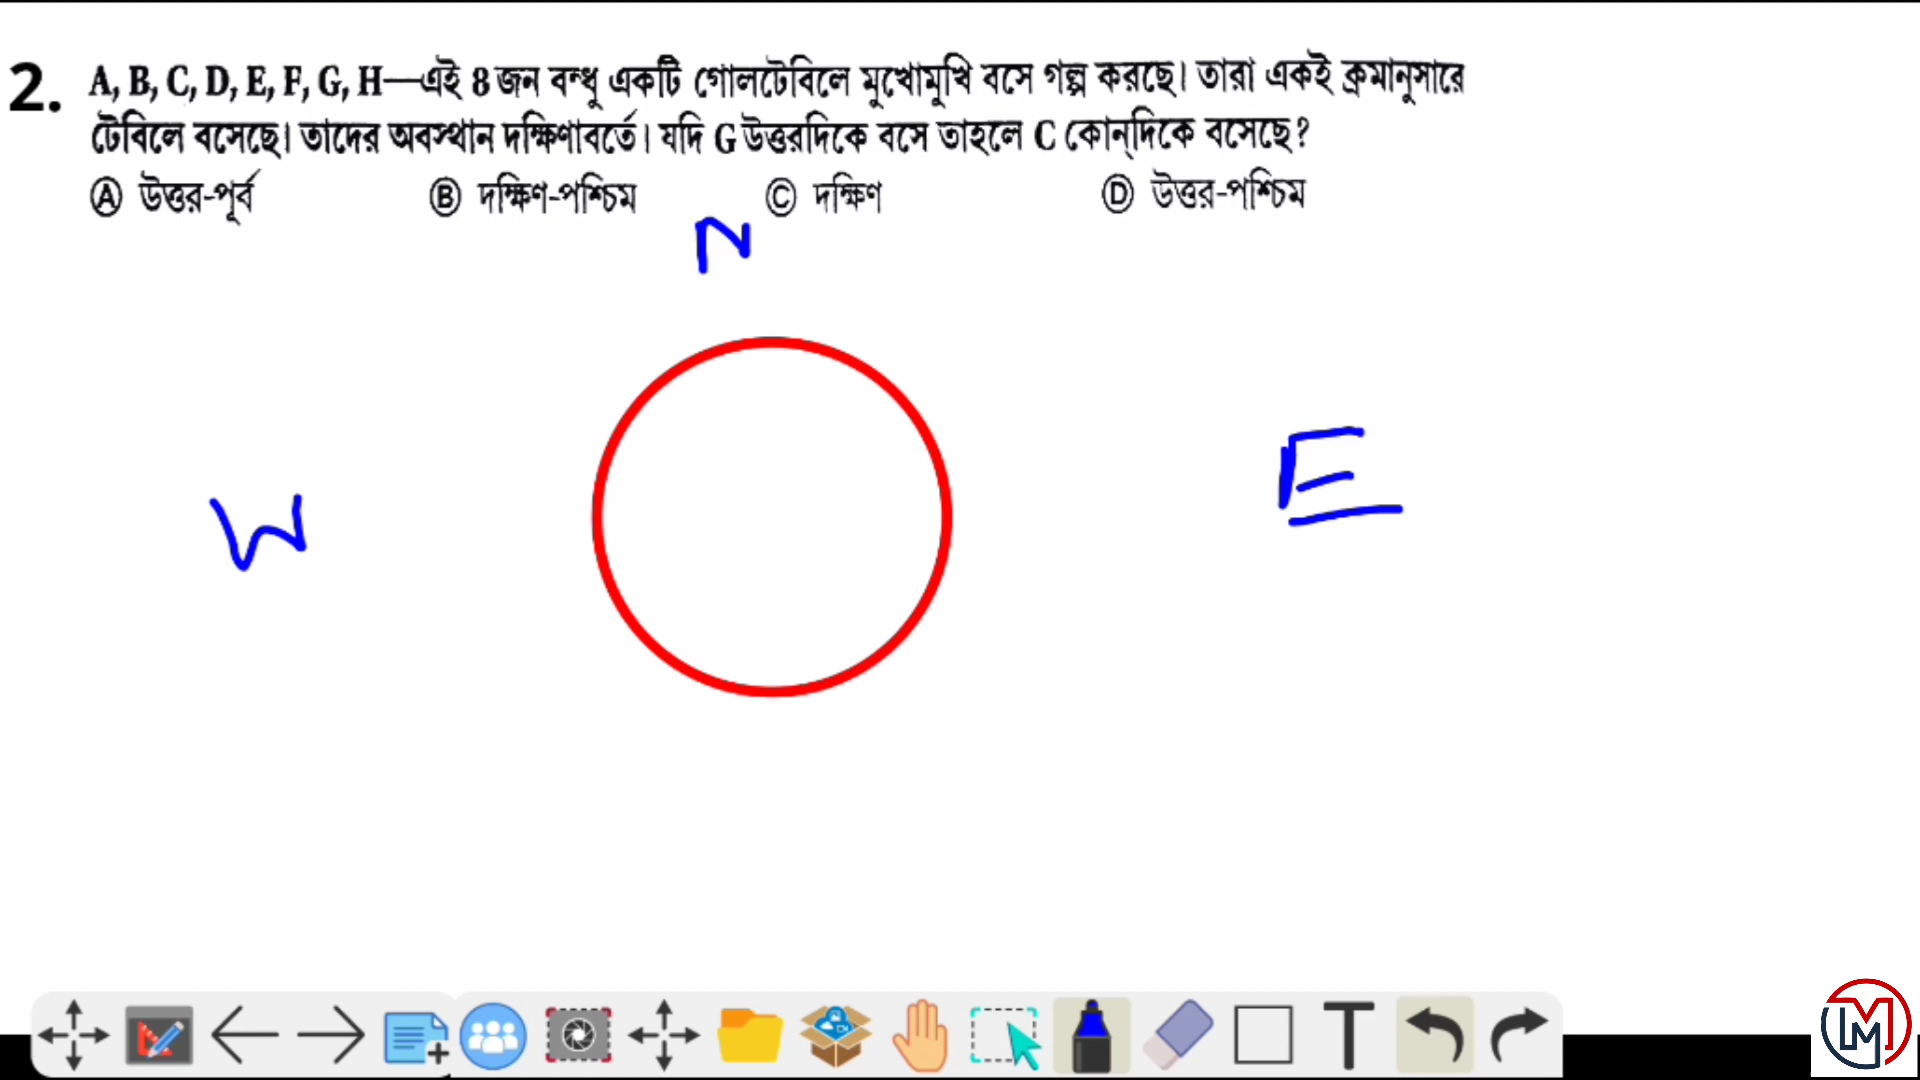 2. A, B, C, D, E, F, G, H—এই 8 জন বন্ধু একটি গোলটেবিলে মুখোমুখি বসে গল্প করছে। তারা একই ক্রমানুসারে
টেবিলে বসেছে। তাদের অবস্থান দক্ষিণাবর্তে। যদি G উত্তরদিকে বসে তাহলে C কোন্‌দিকে বসেছে?
Ⓐ উত্তর-পূর্ব Ⓑ দক্ষিণ-পশ্চিম Ⓒ দক্ষিণ Ⓓ উত্তর-পশ্চিম
N
W E